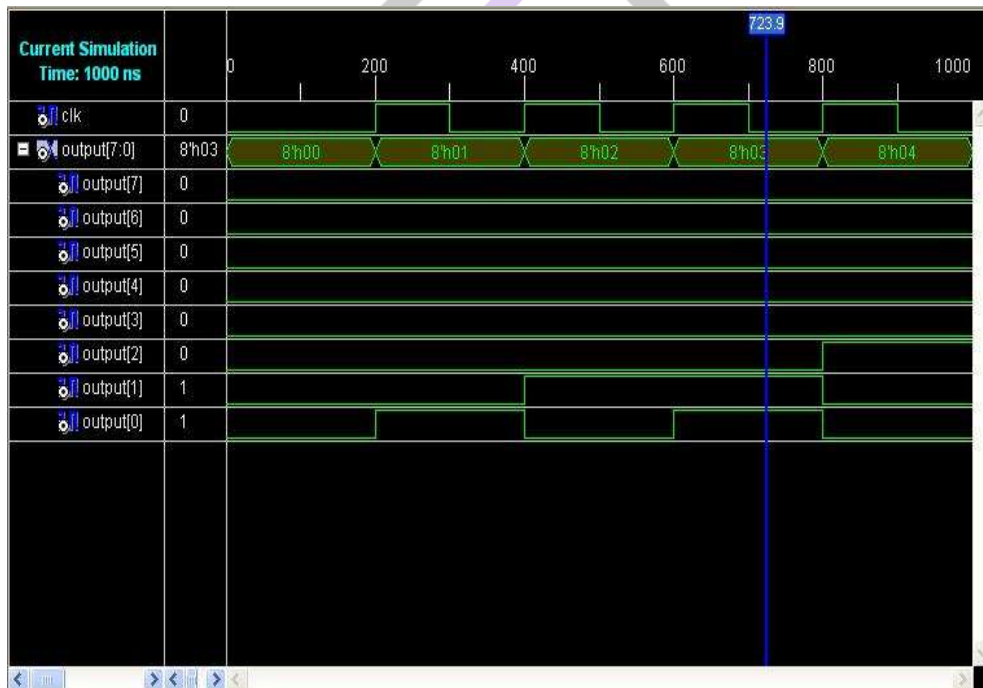 723.9
Current Simulation
Time: 1000 ns
0 200 400 600 800 1000
clk 0
output[7:0] 8'h03 8'h00 8'h01 8'h02 8'h03 8'h04
output[7] 0
output[6] 0
output[5] 0
output[4] 0
output[3] 0
output[2] 0
output[1] 1
output[0] 1